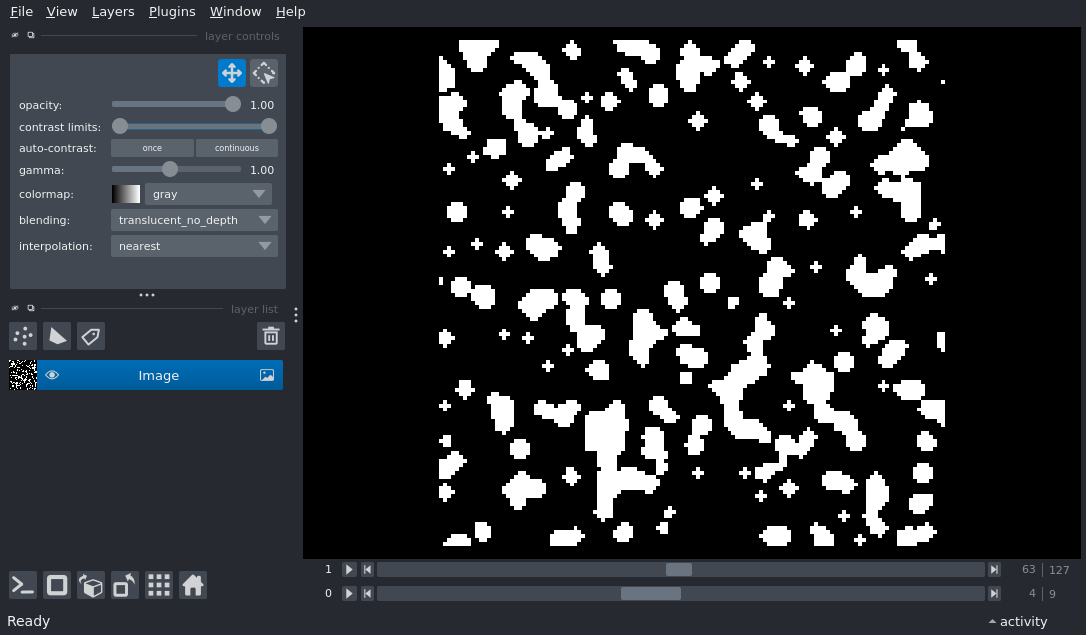 File View Layers Plugins Window Help
layer controls
opacity: 1.00
contrast limits:
auto-contrast: once continuous
gamma: 1.00
colormap: gray
blending: translucent_no_depth
interpolation: nearest
layer list
Image
1 63 127
0 4 9
Ready activity